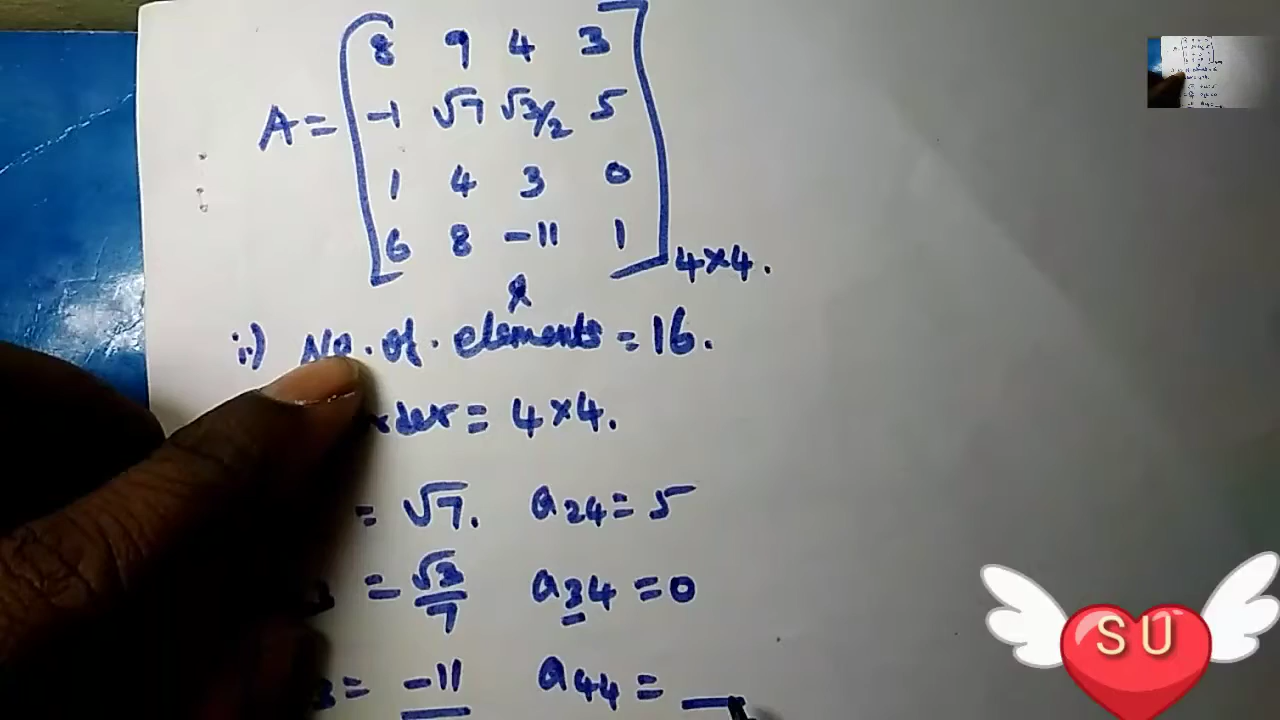 8 9 4 3
A = -1 √7 √3/2 5
1 4 3 0
6 8 -11 1
4×4.
i.) No. of. elements = 16.
= 4×4.
= √7. a24 = 5
= √3/7 a34 = 0
3 = -11 a44 =
SU